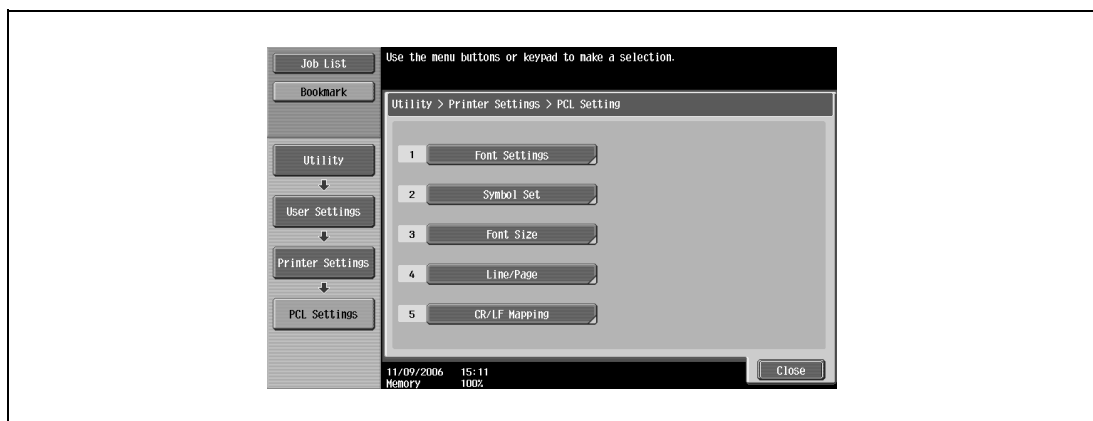 Job List
Bookmark
Use the menu buttons or keypad to make a selection.
Utility > Printer Settings > PCL Setting
Utility
User Settings
Printer Settings
PCL Settings
1 Font Settings
2 Symbol Set
3 Font Size
4 Line/Page
5 CR/LF Mapping
11/09/2006 15:11
Memory 100%
Close